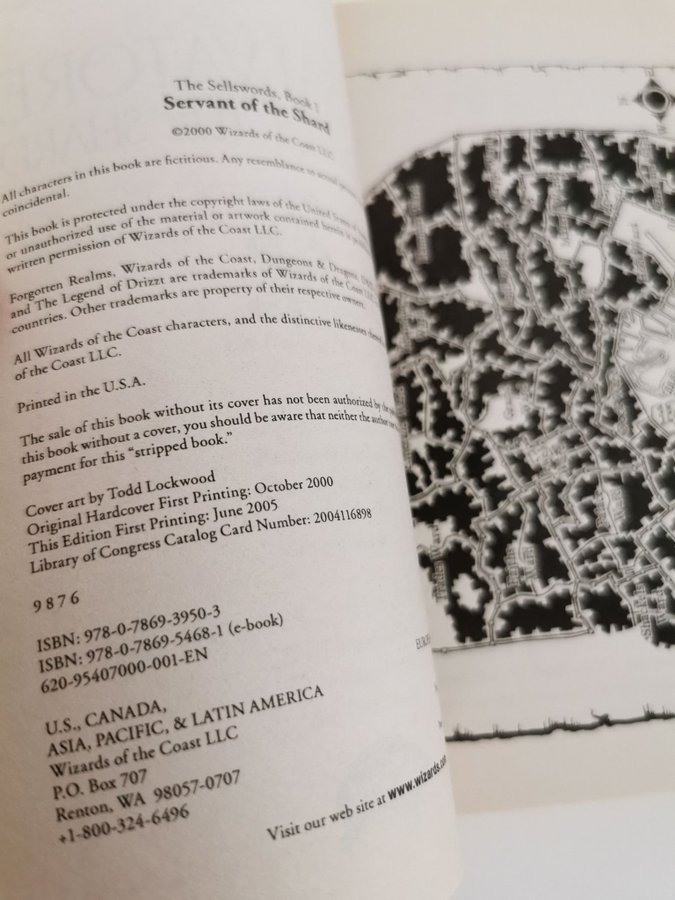 The Sellswords, Book 1
Servant of the Shard
©2000 Wizards of the Coast LLC
All characters in this book are fictitious. Any resemblance to actual
coincidental.
This book is protected under the copyright laws of the United States of
or unauthorized use of the material or artwork contained herein is
written permission of Wizards of the Coast LLC.
Forgotten Realms, Wizards of the Coast, Dungeons & Dragons,
and The Legend of Drizzt are trademarks of Wizards of the Coast LLC
countries. Other trademarks are property of their respective owners.
All Wizards of the Coast characters, and the distinctive likenesses
of the Coast LLC.
Printed in the U.S.A.
The sale of this book without its cover has not been authorized by the
this book without a cover, you should be aware that neither the author
payment for this “stripped book.”
Cover art by Todd Lockwood
Original Hardcover First Printing: October 2000
This Edition First Printing: June 2005
Library of Congress Catalog Card Number: 2004116898
9 8 7 6
ISBN: 978-0-7869-3950-3
ISBN: 978-0-7869-5468-1 (e-book)
620-95407000-001-EN
U.S., CANADA,
ASIA, PACIFIC, & LATIN AMERICA
Wizards of the Coast LLC
P.O. Box 707
Renton, WA 98057-0707
+1-800-324-6496
Visit our web site at www.wizards.